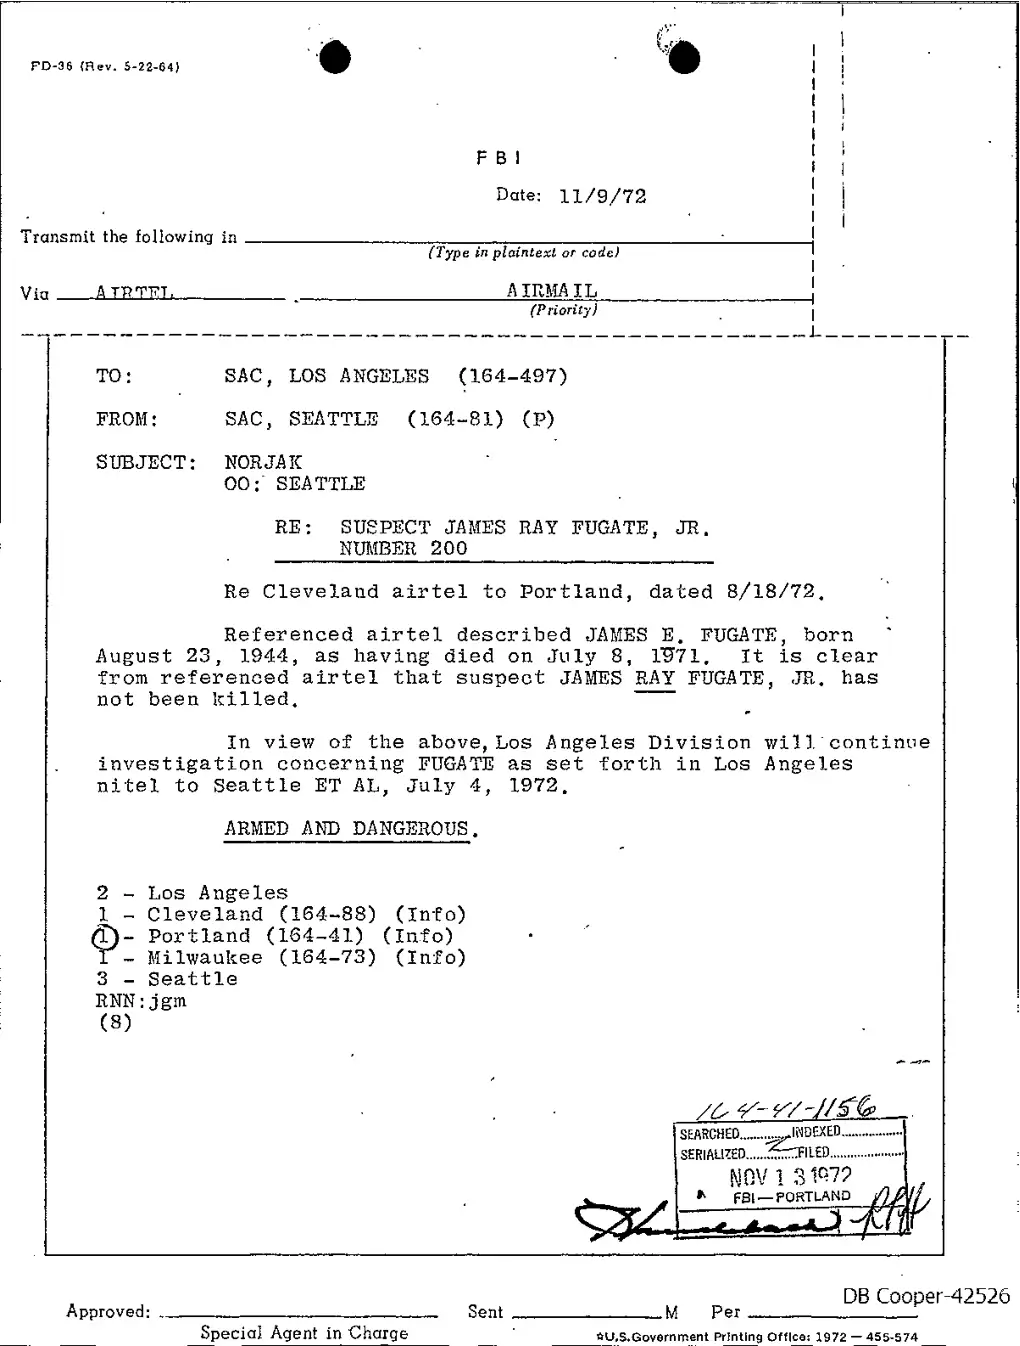 FD-36 (Rev. 5-22-64)
FBI
Date: 11/9/72
Transmit the following in
(Type in plaintext or code)
Via AIRTEL AIRMAIL
(Priority)
TO: SAC, LOS ANGELES (164-497)
FROM: SAC, SEATTLE (164-81) (P)
SUBJECT: NORJAK
OO: SEATTLE
RE: SUSPECT JAMES RAY FUGATE, JR.
NUMBER 200
Re Cleveland airtel to Portland, dated 8/18/72.
Referenced airtel described JAMES E. FUGATE, born
August 23, 1944, as having died on July 8, 1971. It is clear
from referenced airtel that suspect JAMES RAY FUGATE, JR. has
not been killed.
In view of the above, Los Angeles Division will continue
investigation concerning FUGATE as set forth in Los Angeles
nitel to Seattle ET AL, July 4, 1972.
ARMED AND DANGEROUS.
2 - Los Angeles
1 - Cleveland (164-88) (Info)
1 - Portland (164-41) (Info)
1 - Milwaukee (164-73) (Info)
3 - Seattle
RNN:jgm
(8)
164-41-1156
SEARCHED..............INDEXED..................
SERIALIZED..............FILED......................
NOV 13 1972
FBI—PORTLAND
DB Cooper-42526
Approved: Sent M Per
Special Agent in Charge
☆U.S.Government Printing Office: 1972 — 455-574